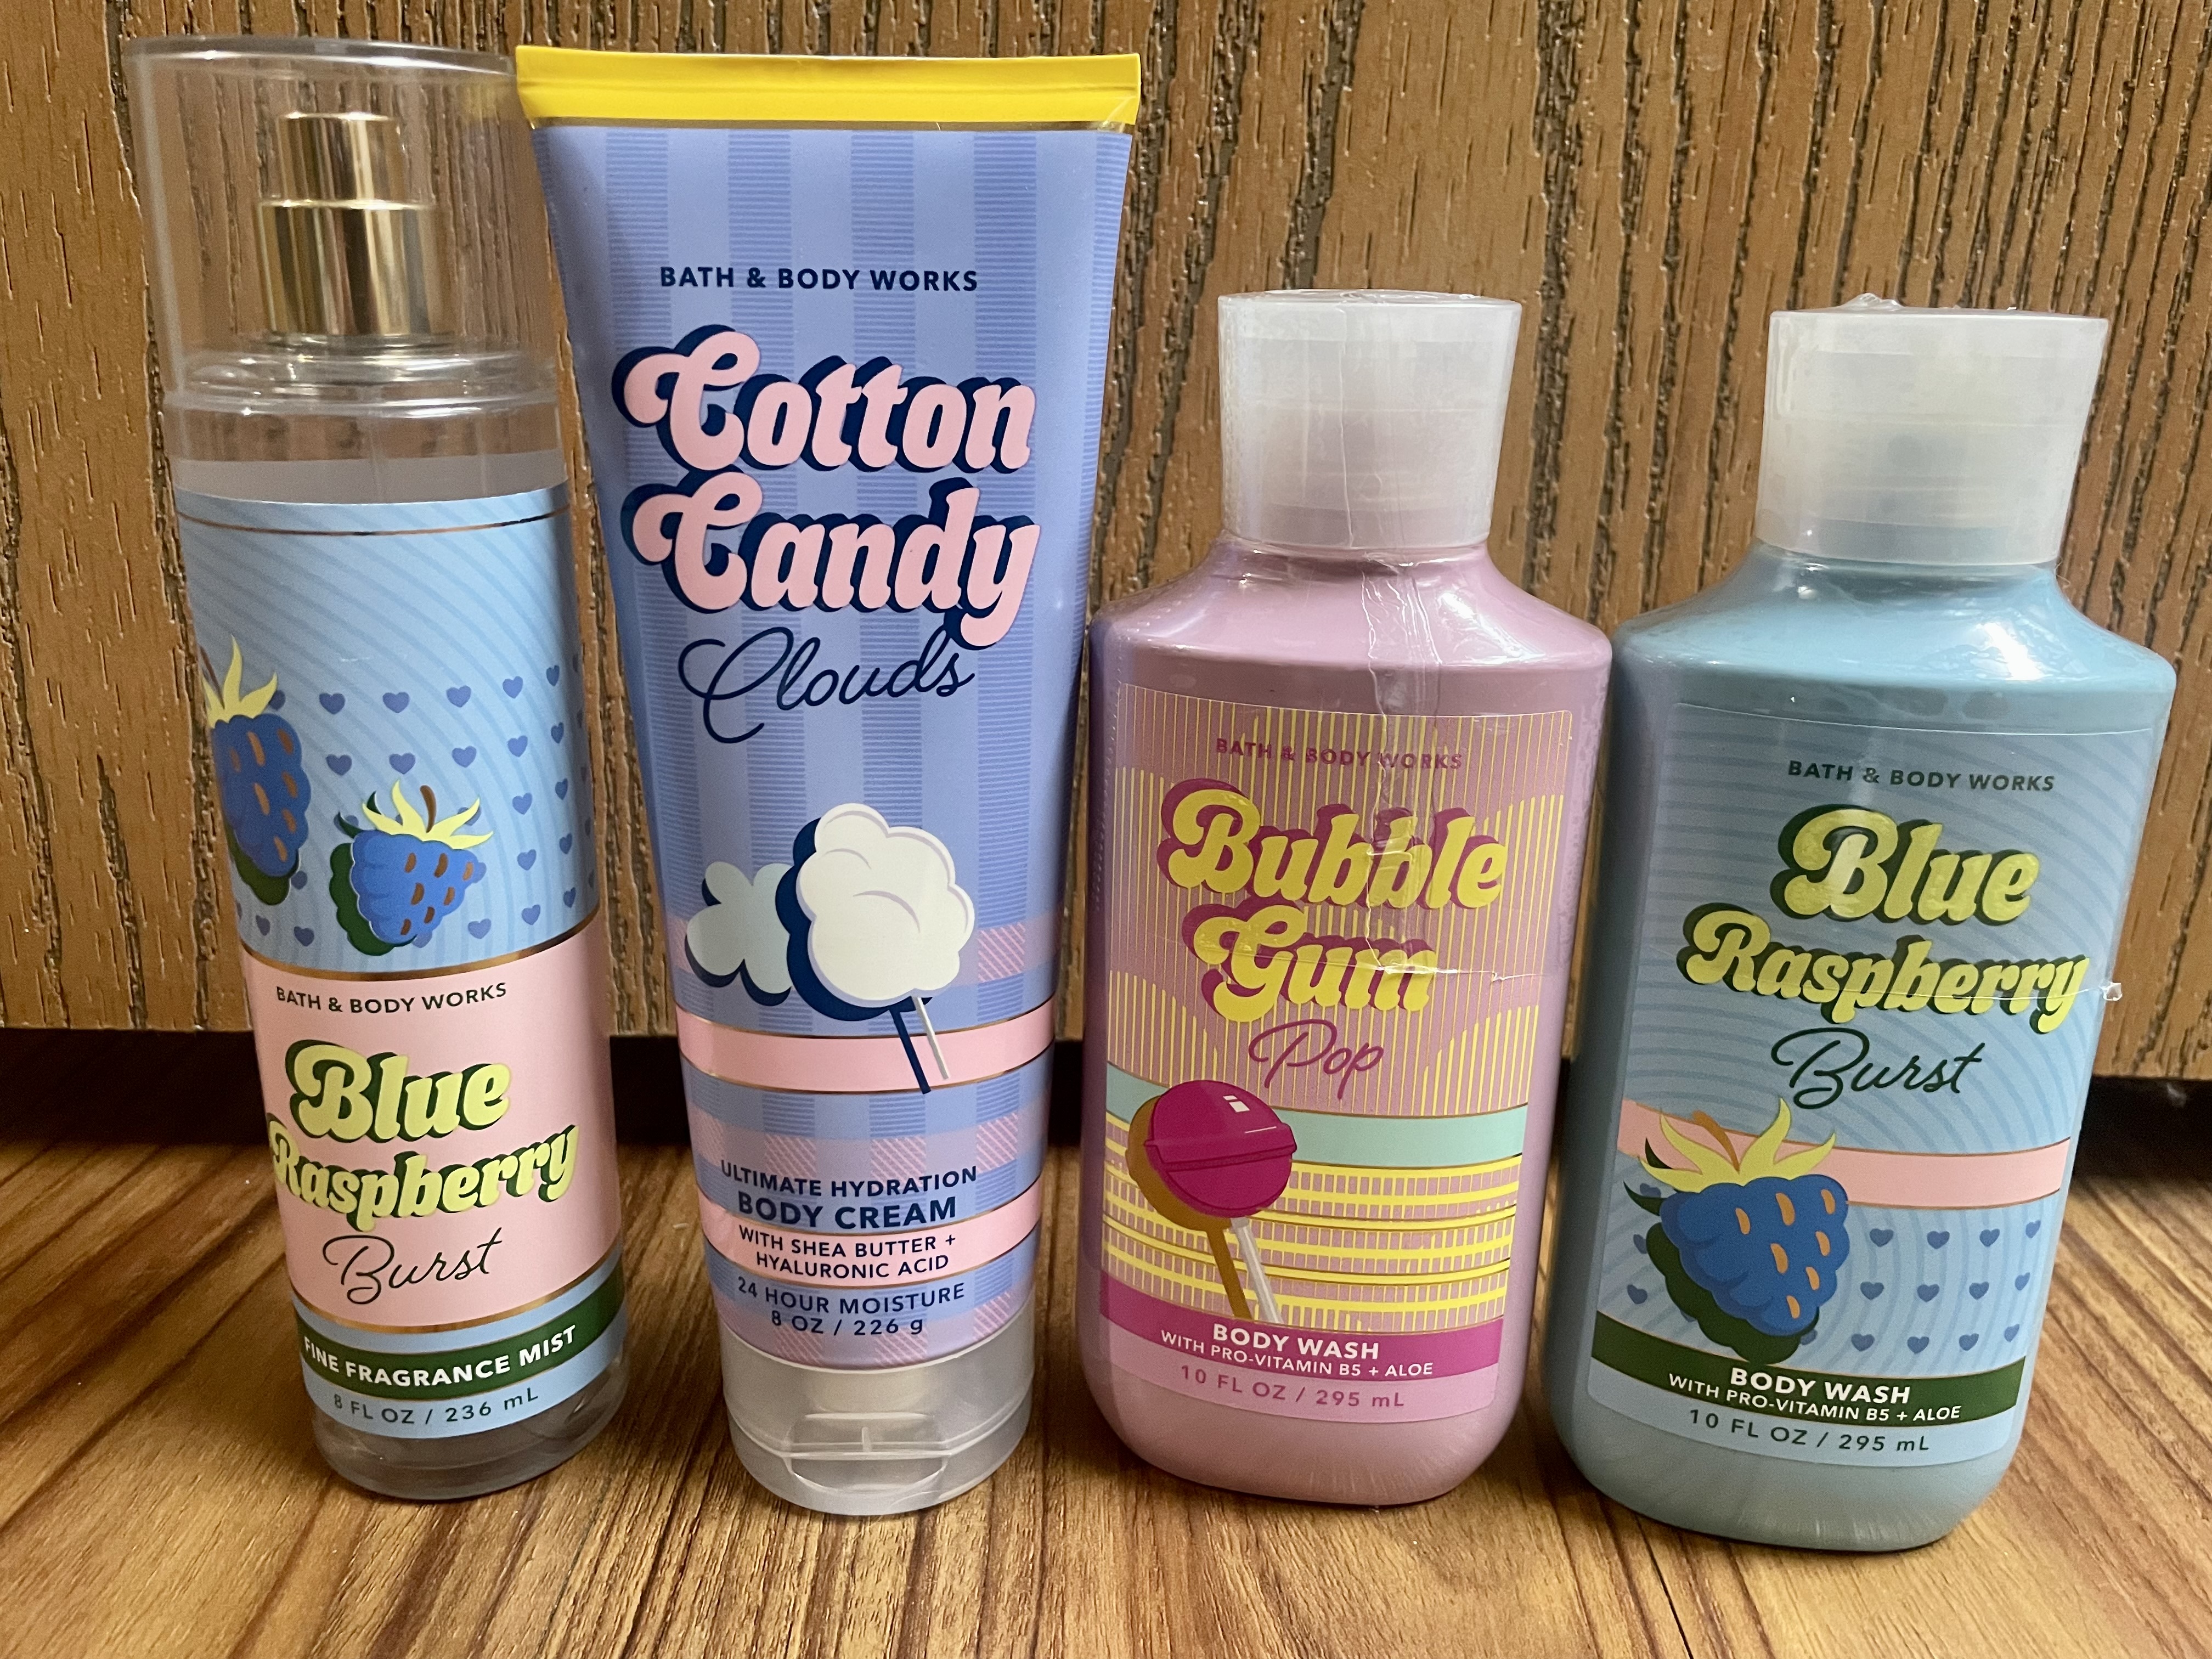 BATH & BODY WORKS
Blue
Raspberry
Burst
FINE FRAGRANCE MIST
8 FL OZ / 236 mL
BATH & BODY WORKS
Cotton
Candy
Clouds
ULTIMATE HYDRATION
BODY CREAM
WITH SHEA BUTTER +
HYALURONIC ACID
24 HOUR MOISTURE
8 OZ / 226 g
BATH & BODY WORKS
Bubble
Gum
Pop
BODY WASH
WITH PRO-VITAMIN B5 + ALOE
10 FL OZ / 295 mL
BATH & BODY WORKS
Blue
Raspberry
Burst
BODY WASH
WITH PRO-VITAMIN B5 + ALOE
10 FL OZ / 295 mL